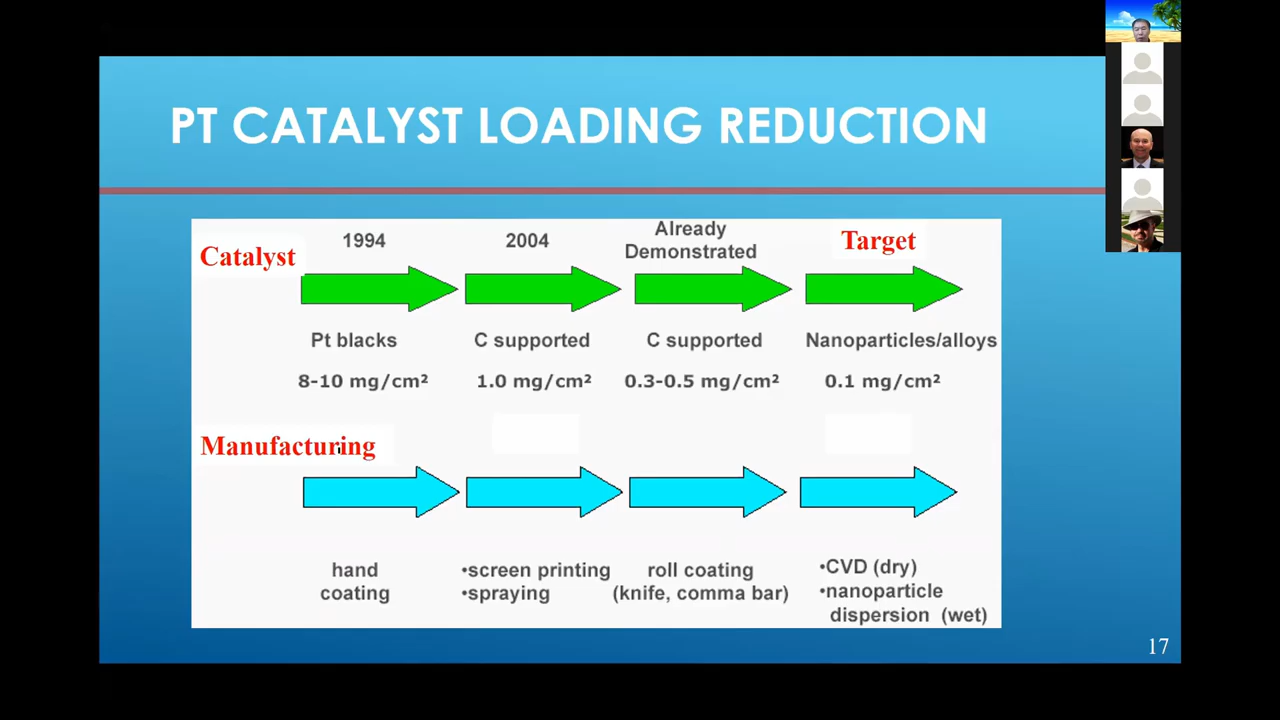 PT CATALYST LOADING REDUCTION
Catalyst
1994
2004
Already
Demonstrated
Target
Pt blacks
C supported
C supported
Nanoparticles/alloys
8-10 mg/cm²
1.0 mg/cm²
0.3-0.5 mg/cm²
0.1 mg/cm²
Manufacturing
hand
coating
•screen printing
•spraying
roll coating
(knife, comma bar)
•CVD (dry)
•nanoparticle
dispersion (wet)
17